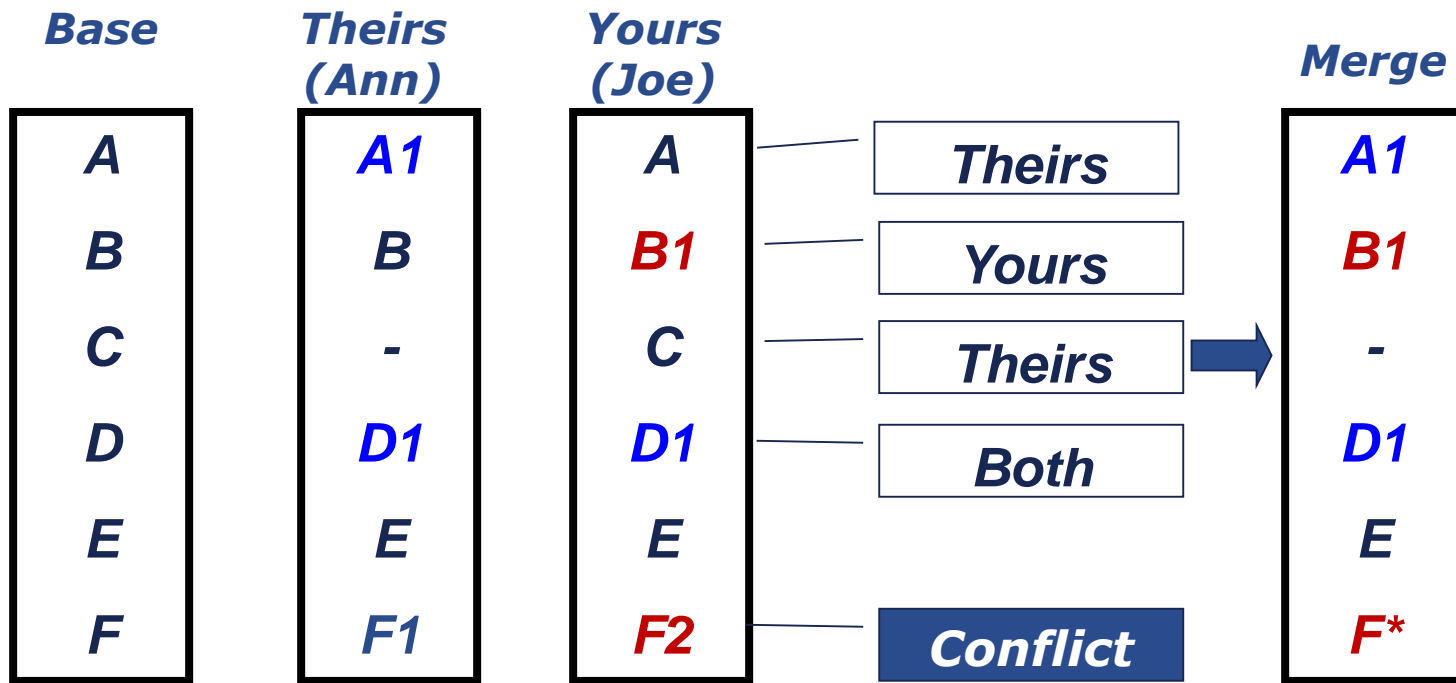 Base
Theirs
(Ann)
Yours
(Joe)
Merge
A A1 A Theirs A1
B B B1 Yours B1
C - C Theirs -
D D1 D1 Both D1
E E E E
F F1 F2 Conflict F*